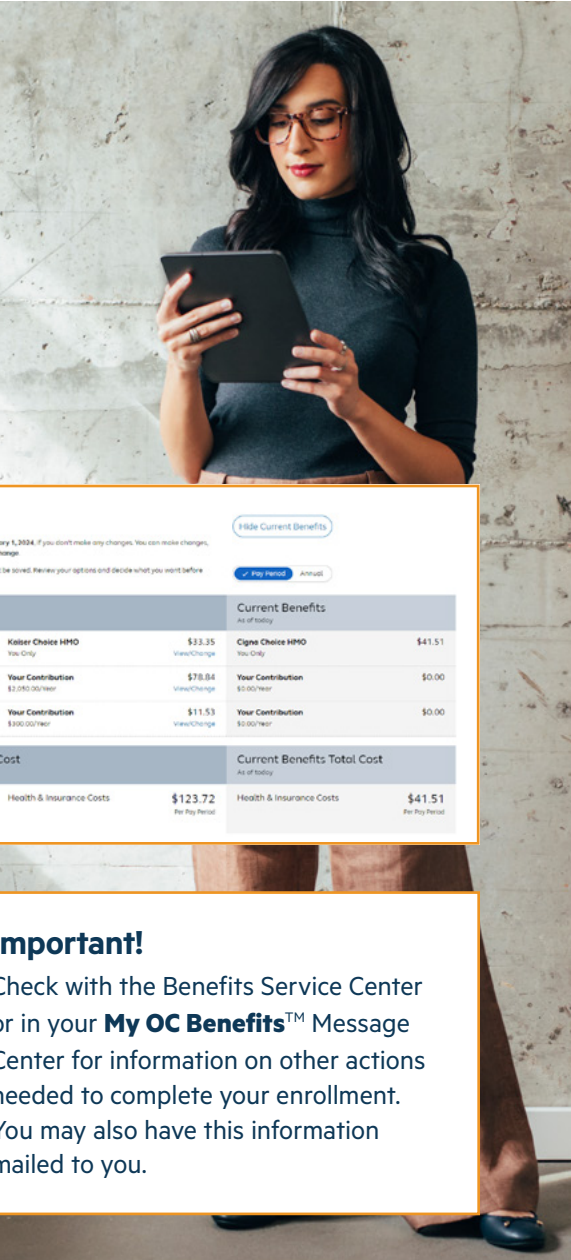 Hide Current Benefits
ry 1, 2024, if you don't make any changes. You can make changes,
hange.
t be saved. Review your options and decide what you want before
✓ Pay Period Annual
Current Benefits
As of today
Kaiser Choice HMO $33.35 Cigna Choice HMO $41.51
You Only View/Change You Only
Your Contribution $78.84 Your Contribution $0.00
$2,050.00/Year View/Change $0.00/Year
Your Contribution $11.53 Your Contribution $0.00
$300.00/Year View/Change $0.00/Year
Cost Current Benefits Total Cost
As of today
Health & Insurance Costs $123.72 Health & Insurance Costs $41.51
Per Pay Period Per Pay Period
mportant!
Check with the Benefits Service Center
or in your My OC Benefits™ Message
Center for information on other actions
needed to complete your enrollment.
You may also have this information
mailed to you.